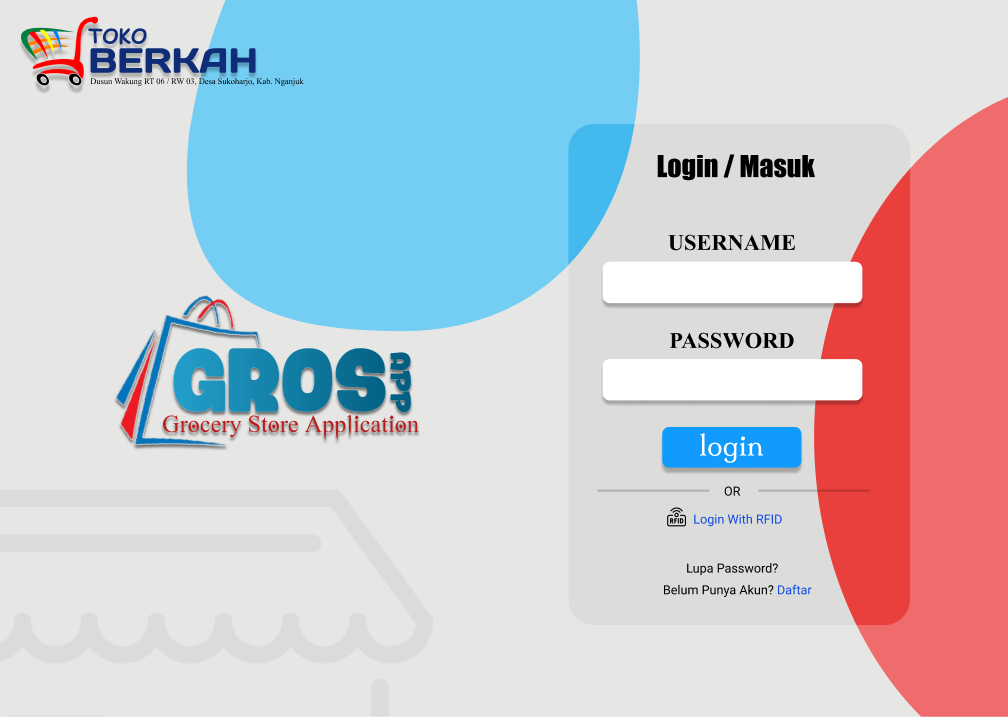 TOKO
BERKAH
Dusun Wakung RT 06 / RW 03, Desa Sukoharjo, Kab. Nganjuk
Login / Masuk
USERNAME
PASSWORD
GROS APP
Grocery Store Application
login
OR
RFID Login With RFID
Lupa Password?
Belum Punya Akun? Daftar